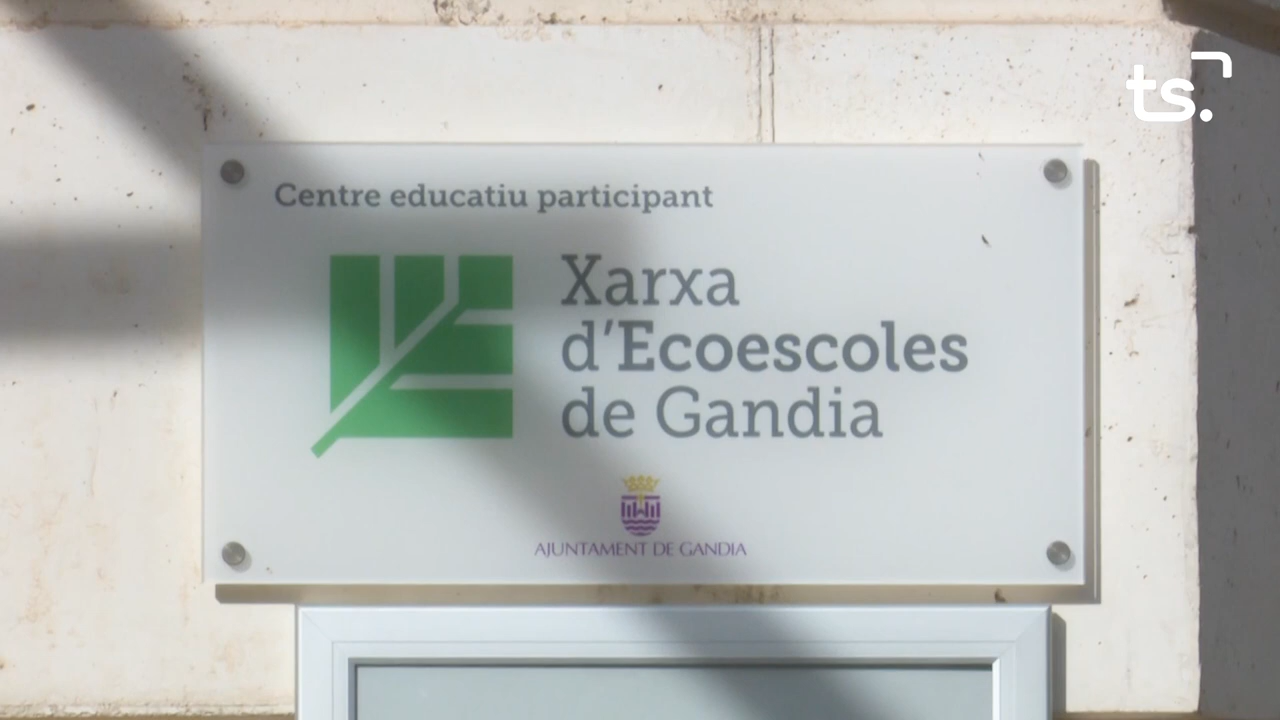 ts.
Centre educatiu participant
Xarxa
d'Ecoescoles
de Gandia
AJUNTAMENT DE GANDIA